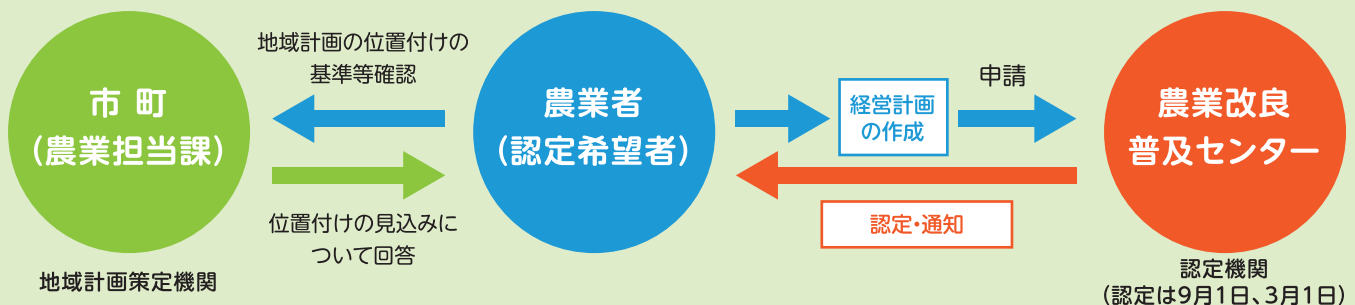 市 町
(農業担当課)
地域計画策定機関
地域計画の位置付けの
基準等確認
位置付けの見込みに
ついて回答
農業者
(認定希望者)
経営計画
の作成
申請
認定・通知
農業改良
普及センター
認定機関
(認定は9月1日、3月1日)